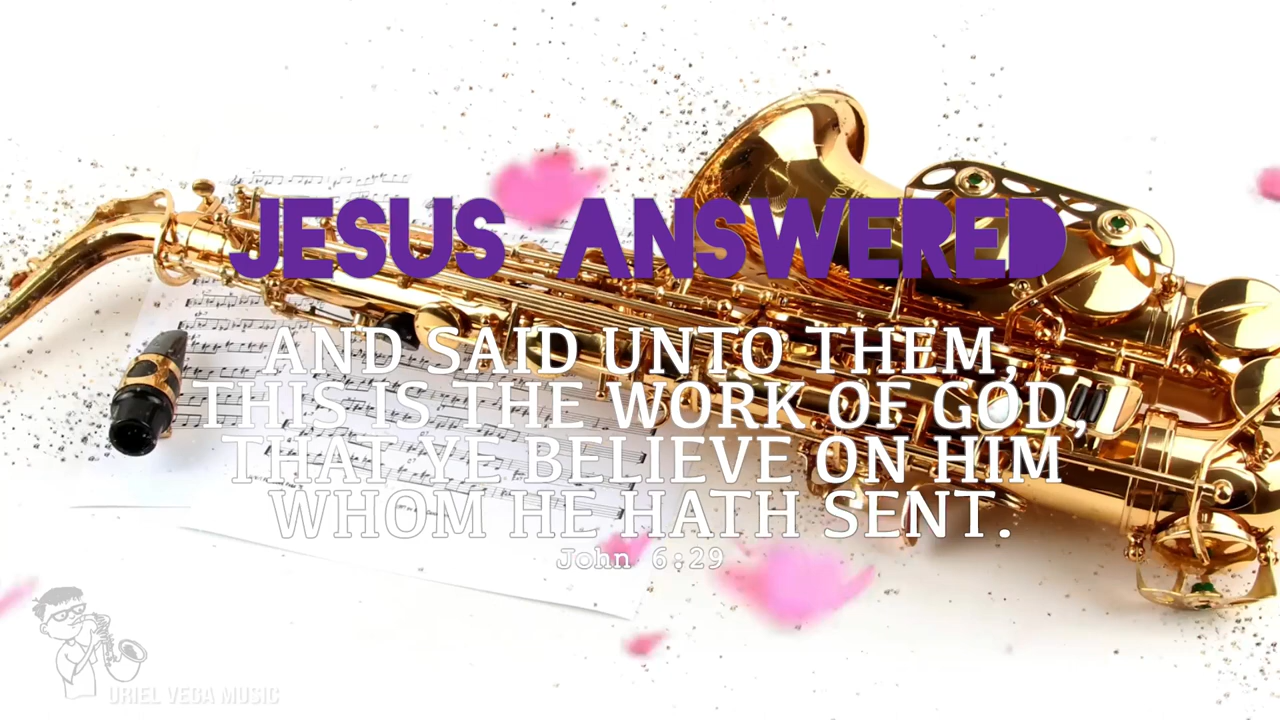 JESUS ANSWERED
AND SAID UNTO THEM,
THIS IS THE WORK OF GOD,
THAT YE BELIEVE ON HIM
WHOM HE HATH SENT.
John 6:29
URIEL VEGA MUSIC